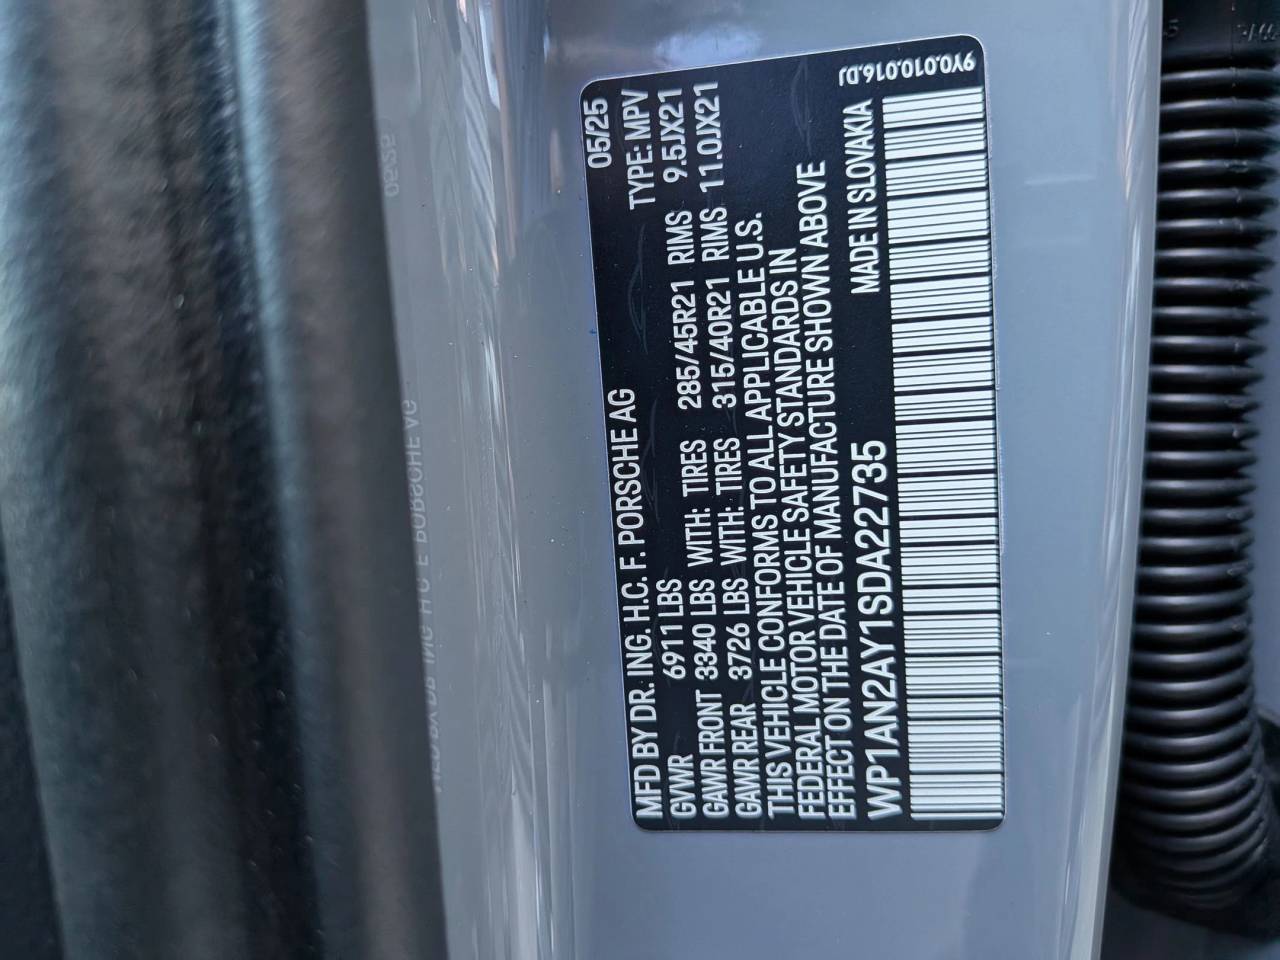 MFD BY DR. ING. H.C. F. PORSCHE AG 05/25
GVWR 6911 LBS TYPE: MPV
GAWR FRONT 3340 LBS WITH: TIRES 285/45R21 RIMS 9.5JX21
GAWR REAR 3726 LBS WITH: TIRES 315/40R21 RIMS 11.0JX21
THIS VEHICLE CONFORMS TO ALL APPLICABLE U.S.
FEDERAL MOTOR VEHICLE SAFETY STANDARDS IN
EFFECT ON THE DATE OF MANUFACTURE SHOWN ABOVE
WP1AN2AY1SDA22735 MADE IN SLOVAKIA
9Y0.010.016.DJ